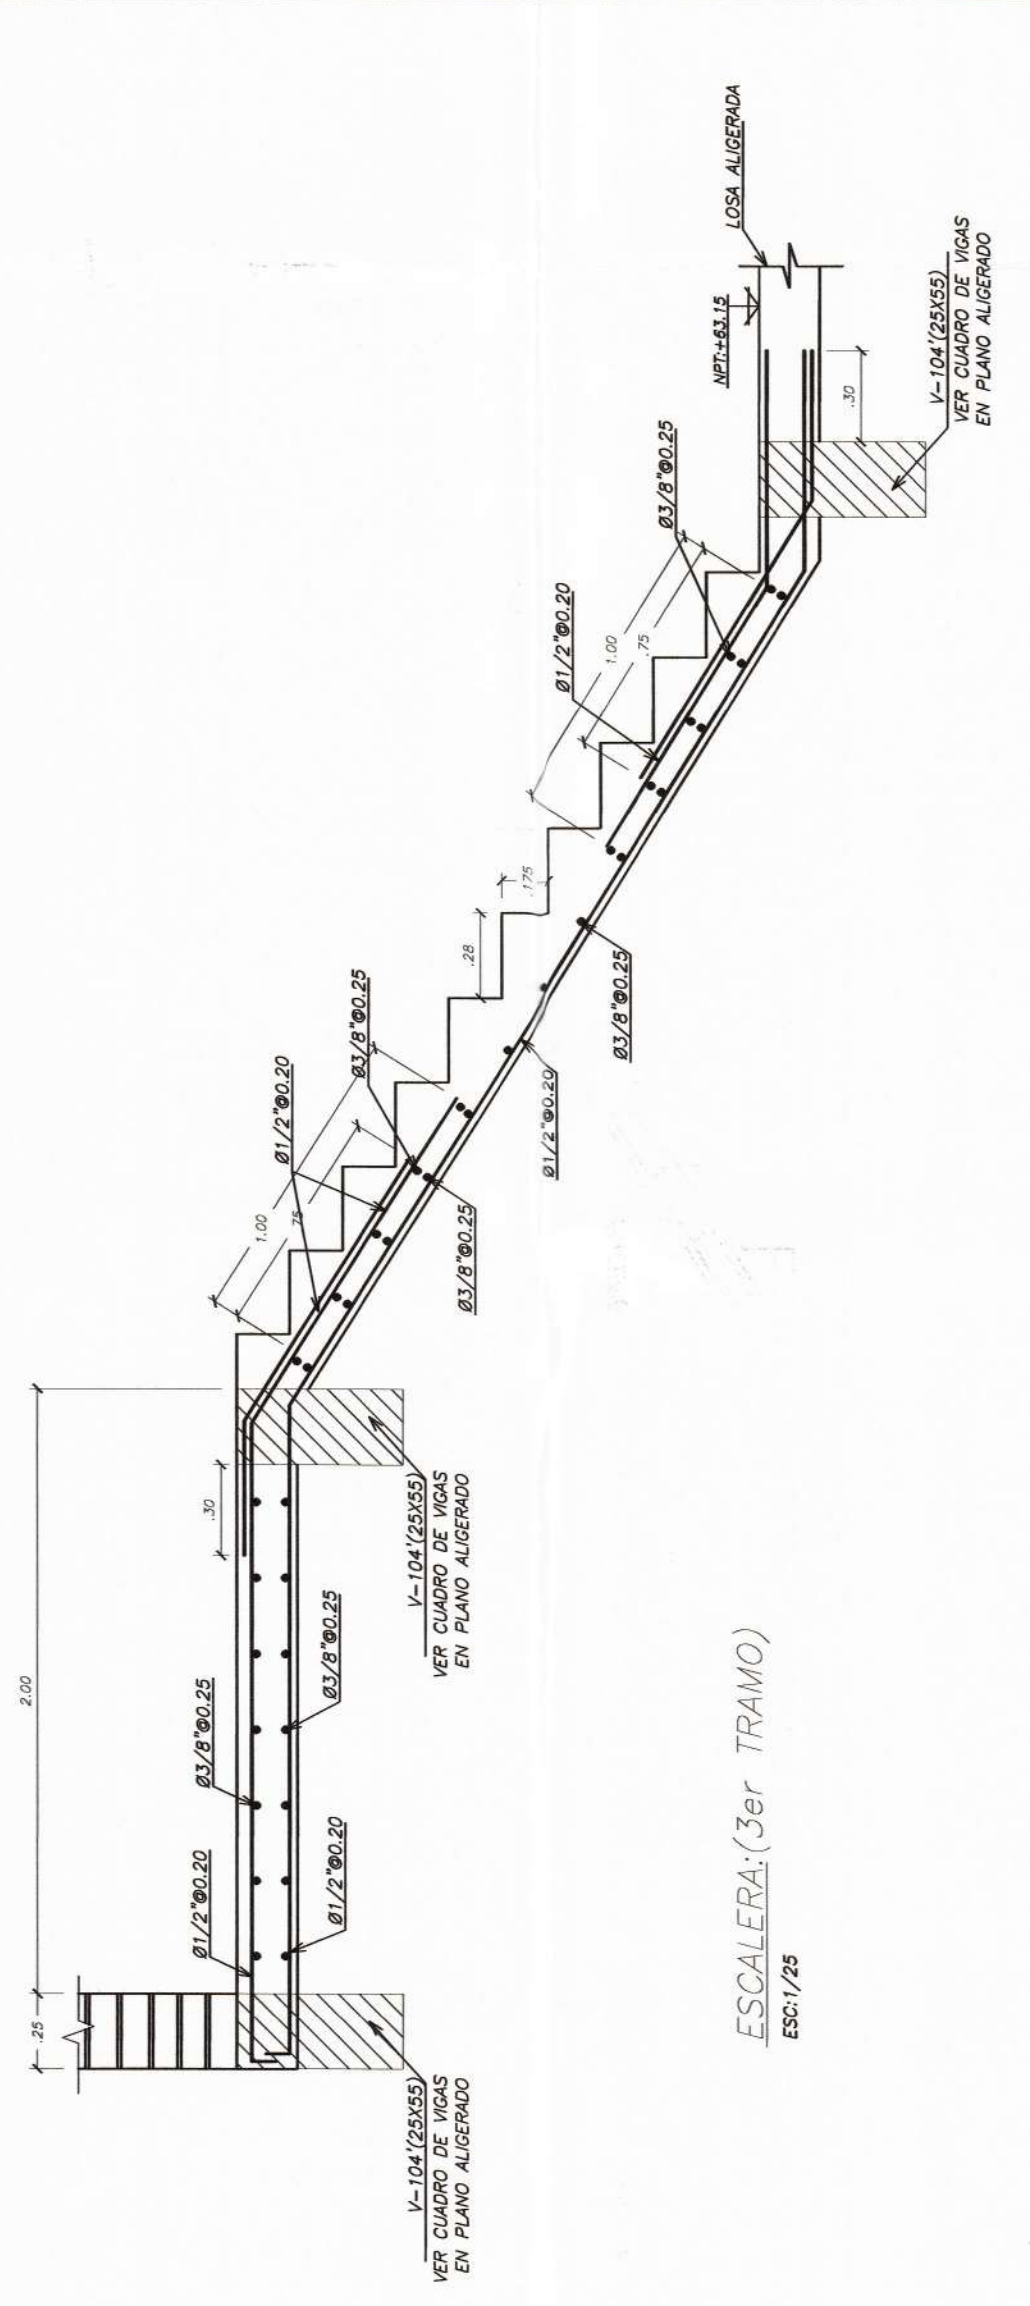 .25
2.00
V-104'(25X55)
VER CUADRO DE VIGAS
EN PLANO ALIGERADO
Ø1/2"@0.20
Ø3/8"@0.25
Ø1/2"@0.20
Ø3/8"@0.25
.30
V-104'(25X55)
VER CUADRO DE VIGAS
EN PLANO ALIGERADO
1.00
.75
Ø1/2"@0.20
Ø3/8"@0.25
Ø3/8"@0.25
.28
.175
Ø1/2"@0.20
Ø3/8"@0.25
Ø1/2"@0.20
1.00
.75
Ø3/8"@0.25
NPT:+63.15
LOSA ALIGERADA
.30
V-104'(25X55)
VER CUADRO DE VIGAS
EN PLANO ALIGERADO
ESCALERA:(3er TRAMO)
ESC:1/25